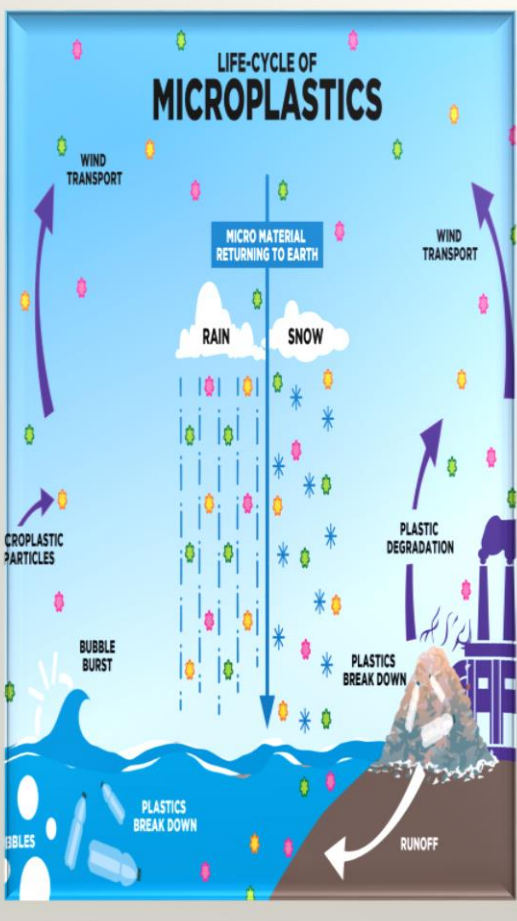 LIFE-CYCLE OF
MICROPLASTICS
WIND
TRANSPORT
WIND
TRANSPORT
MICRO MATERIAL
RETURNING TO EARTH
RAIN
SNOW
CROPLASTIC
PARTICLES
PLASTIC
DEGRADATION
BUBBLE
BURST
PLASTICS
BREAK DOWN
PLASTICS
BREAK DOWN
BBLES
RUNOFF